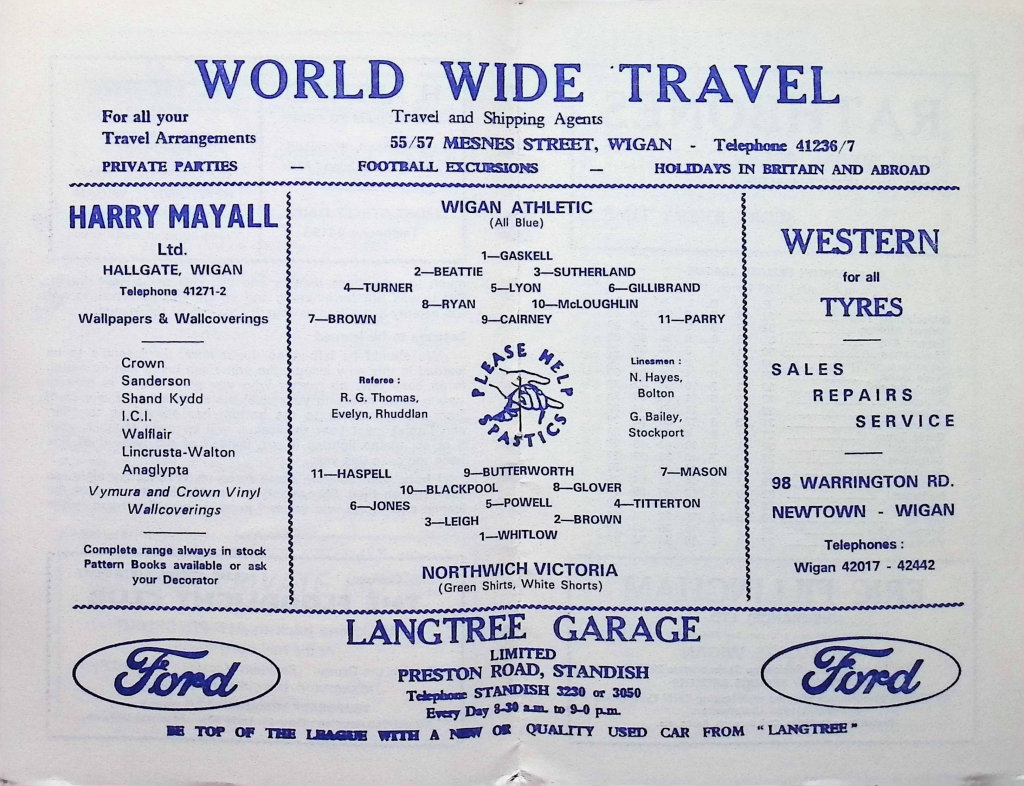 WORLD WIDE TRAVEL
For all your
Travel Arrangements
Travel and Shipping Agents
55/57 MESNES STREET, WIGAN - Telephone 41236/7
PRIVATE PARTIES — FOOTBALL EXCURSIONS — HOLIDAYS IN BRITAIN AND ABROAD
HARRY MAYALL
Ltd.
HALLGATE, WIGAN
Telephone 41271-2
Wallpapers & Wallcoverings
Crown
Sanderson
Shand Kydd
I.C.I.
Walflair
Lincrusta-Walton
Anaglypta
Vymura and Crown Vinyl
Wallcoverings
Complete range always in stock
Pattern Books available or ask
your Decorator
WIGAN ATHLETIC
(All Blue)
1—GASKELL
2—BEATTIE 3—SUTHERLAND
4—TURNER 5—LYON 6—GILLIBRAND
8—RYAN 10—McLOUGHLIN
7—BROWN 9—CAIRNEY 11—PARRY
Referee :
R. G. Thomas,
Evelyn, Rhuddlan
PLEASE HELP
SPASTICS
Linesmen :
N. Hayes,
Bolton
G. Bailey,
Stockport
11—HASPELL 9—BUTTERWORTH 7—MASON
10—BLACKPOOL 8—GLOVER
6—JONES 5—POWELL 4—TITTERTON
3—LEIGH 2—BROWN
1—WHITLOW
NORTHWICH VICTORIA
(Green Shirts, White Shorts)
WESTERN
for all
TYRES
SALES
REPAIRS
SERVICE
98 WARRINGTON RD.
NEWTOWN - WIGAN
Telephones :
Wigan 42017 - 42442
Ford
LANGTREE GARAGE
LIMITED
PRESTON ROAD, STANDISH
Telephone STANDISH 3230 or 3050
Every Day 8-30 a.m. to 9-0 p.m.
Ford
BE TOP OF THE LEAGUE WITH A NEW OR QUALITY USED CAR FROM "LANGTREE"